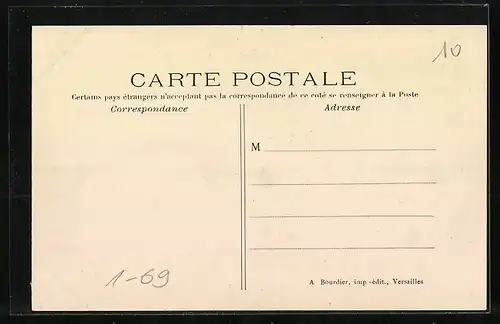 10
CARTE POSTALE
Certains pays étrangers n'acceptant pas la correspondance de ce coté se renseigner à la Poste
Correspondance Adresse
M
1-69
A Bourdier, imp.-édit., Versailles